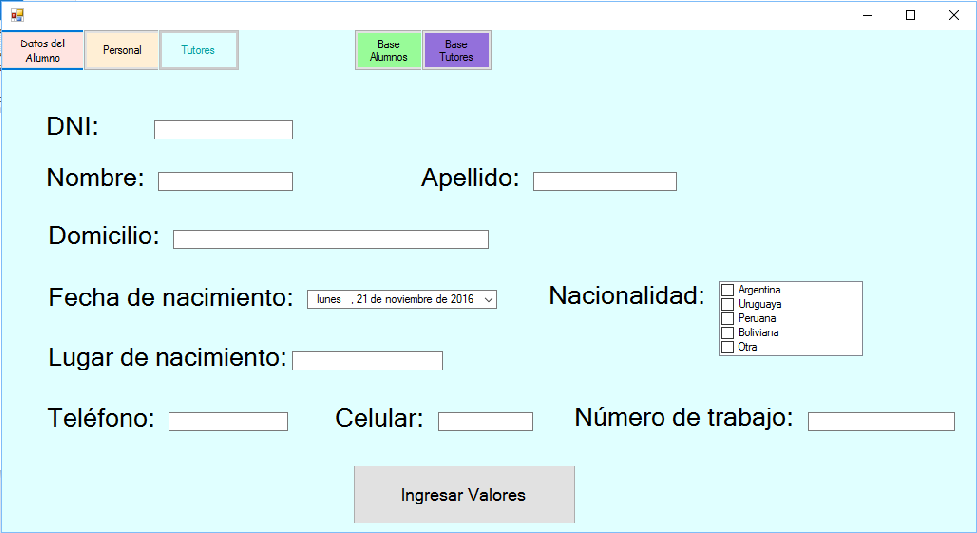 Datos del
Alumno
Personal
Tutores
Base
Alumnos
Base
Tutores
DNI:
Nombre:
Apellido:
Domicilio:
Fecha de nacimiento:
lunes , 21 de noviembre de 2016
Nacionalidad:
Argentina
Uruguaya
Peruana
Boliviana
Otra
Lugar de nacimiento:
Teléfono:
Celular:
Número de trabajo:
Ingresar Valores